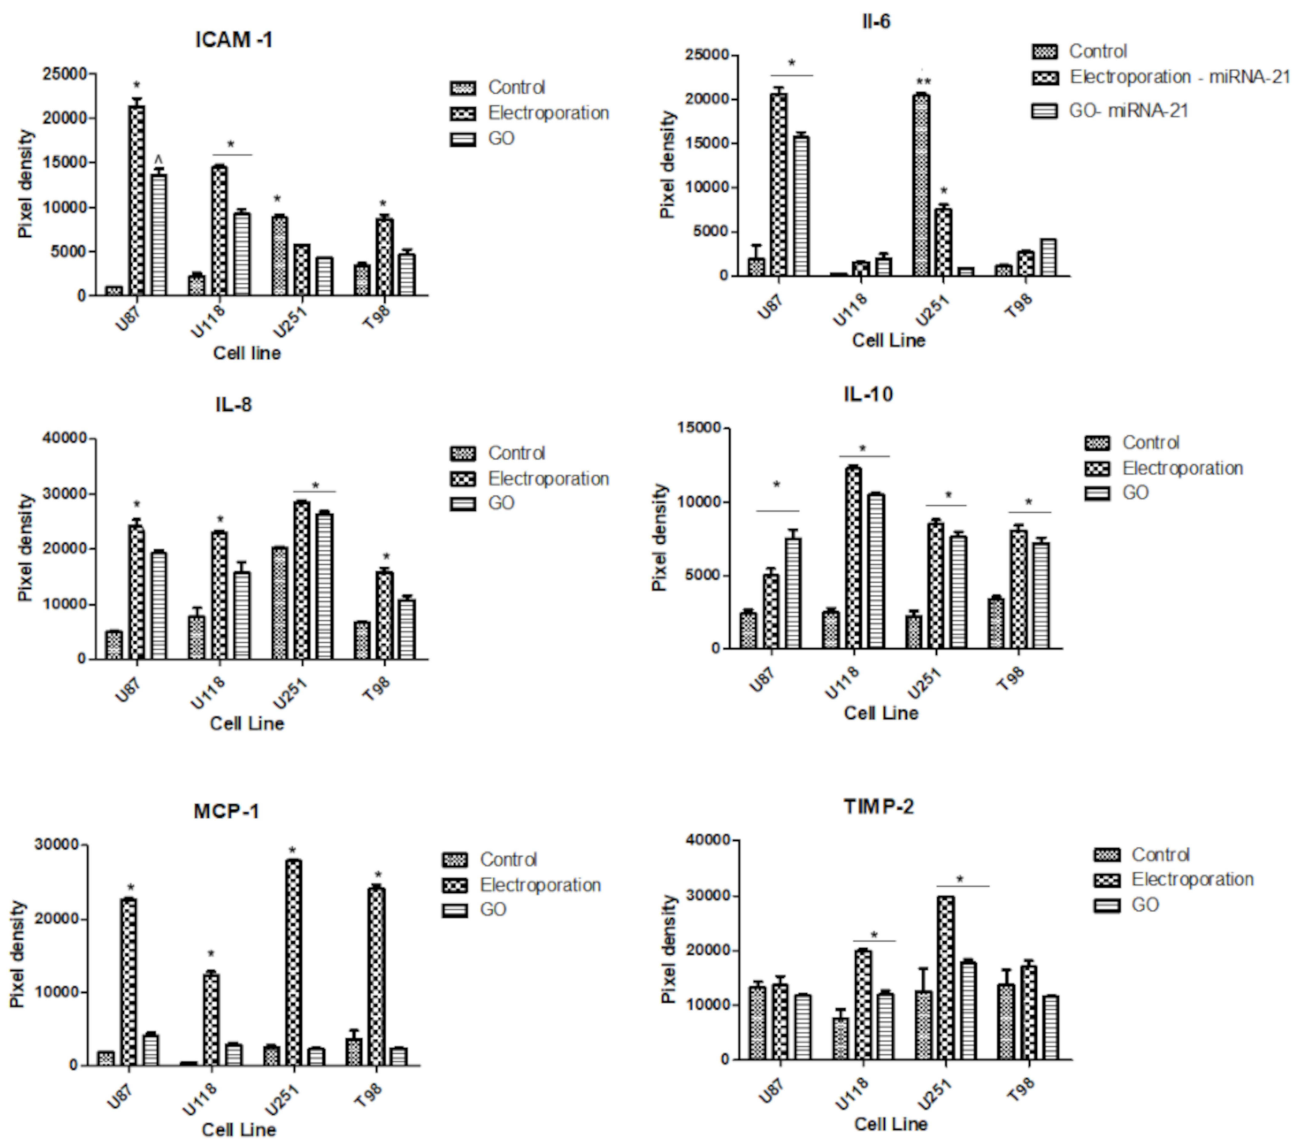 ICAM -1
25000
20000
15000
10000
5000
0
Pixel density
*
^
*
*
*
U87
U118
U251
T98
Cell line
Control
Electroporation
GO
Il-6
25000
20000
15000
10000
5000
0
Pixel density
*
**
*
U87
U118
U251
T98
Cell Line
Control
Electroporation - miRNA-21
GO- miRNA-21
IL-8
40000
30000
20000
10000
0
Pixel density
*
*
*
*
U87
U118
U251
T98
Cell Line
Control
Electroporation
GO
IL-10
15000
10000
5000
0
Pixel density
*
*
*
*
U87
U118
U251
T98
Cell Line
Control
Electroporation
GO
MCP-1
30000
20000
10000
0
Pixel density
*
*
*
*
U87
U118
U251
T98
Cell Line
Control
Electroporation
GO
TIMP-2
40000
30000
20000
10000
0
Pixel density
*
*
U87
U118
U251
T98
Cell Line
Control
Electroporation
GO